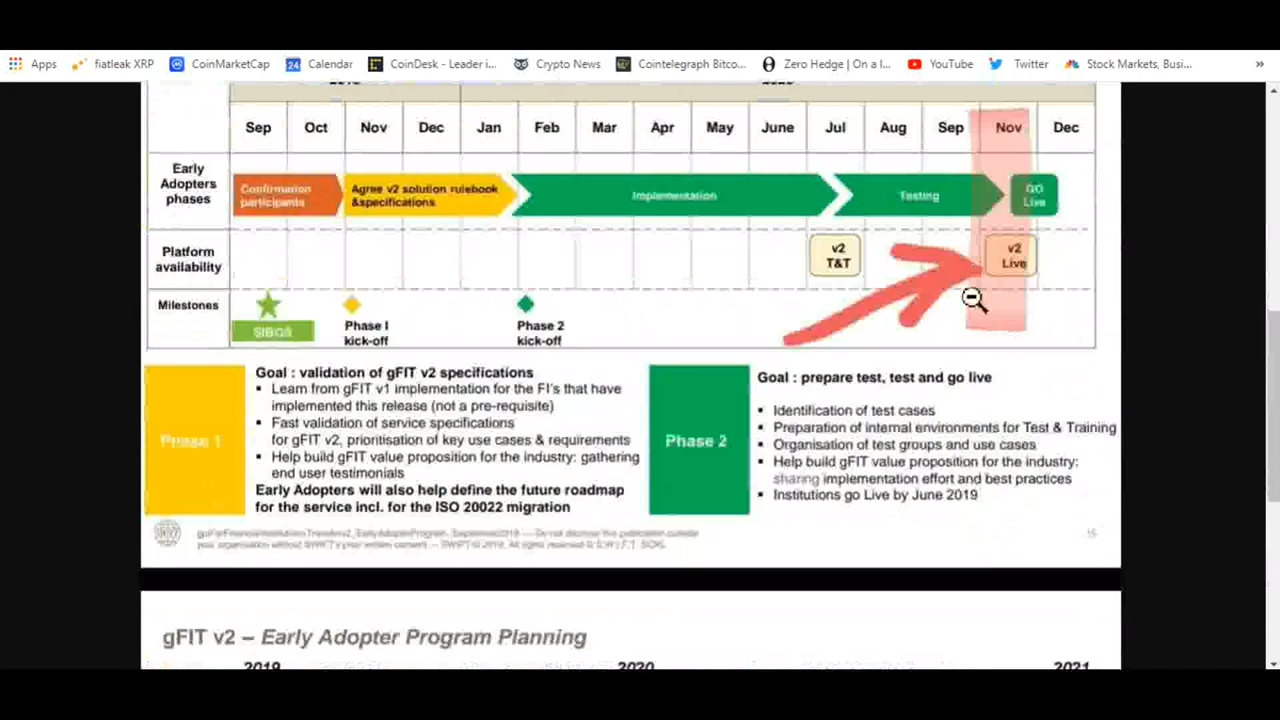 Apps fiatleak XRP CoinMarketCap 24 Calendar CoinDesk - Leader i... Crypto News Cointelegraph Bitco... Zero Hedge | On a l... YouTube Twitter Stock Markets, Busi... »
Sep Oct Nov Dec Jan Feb Mar Apr May June Jul Aug Sep Nov Dec
Early
Adopters
phases
Confirmation
participants
Agree v2 solution rulebook
&specifications
Implementation
Testing
GO
Live
Platform
availability
v2
T&T
v2
Live
Milestones
SIBOS
Phase I
kick-off
Phase 2
kick-off
Phase 1
Goal : validation of gFIT v2 specifications
▪ Learn from gFIT v1 implementation for the FI's that have
implemented this release (not a pre-requisite)
▪ Fast validation of service specifications
for gFIT v2, prioritisation of key use cases & requirements
▪ Help build gFIT value proposition for the industry: gathering
end user testimonials
Early Adopters will also help define the future roadmap
for the service incl. for the ISO 20022 migration
Phase 2
Goal : prepare test, test and go live
▪ Identification of test cases
▪ Preparation of internal environments for Test & Training
▪ Organisation of test groups and use cases
▪ Help build gFIT value proposition for the industry:
sharing implementation effort and best practices
▪ Institutions go Live by June 2019
15
gFIT v2 – Early Adopter Program Planning
2019 2020 2021